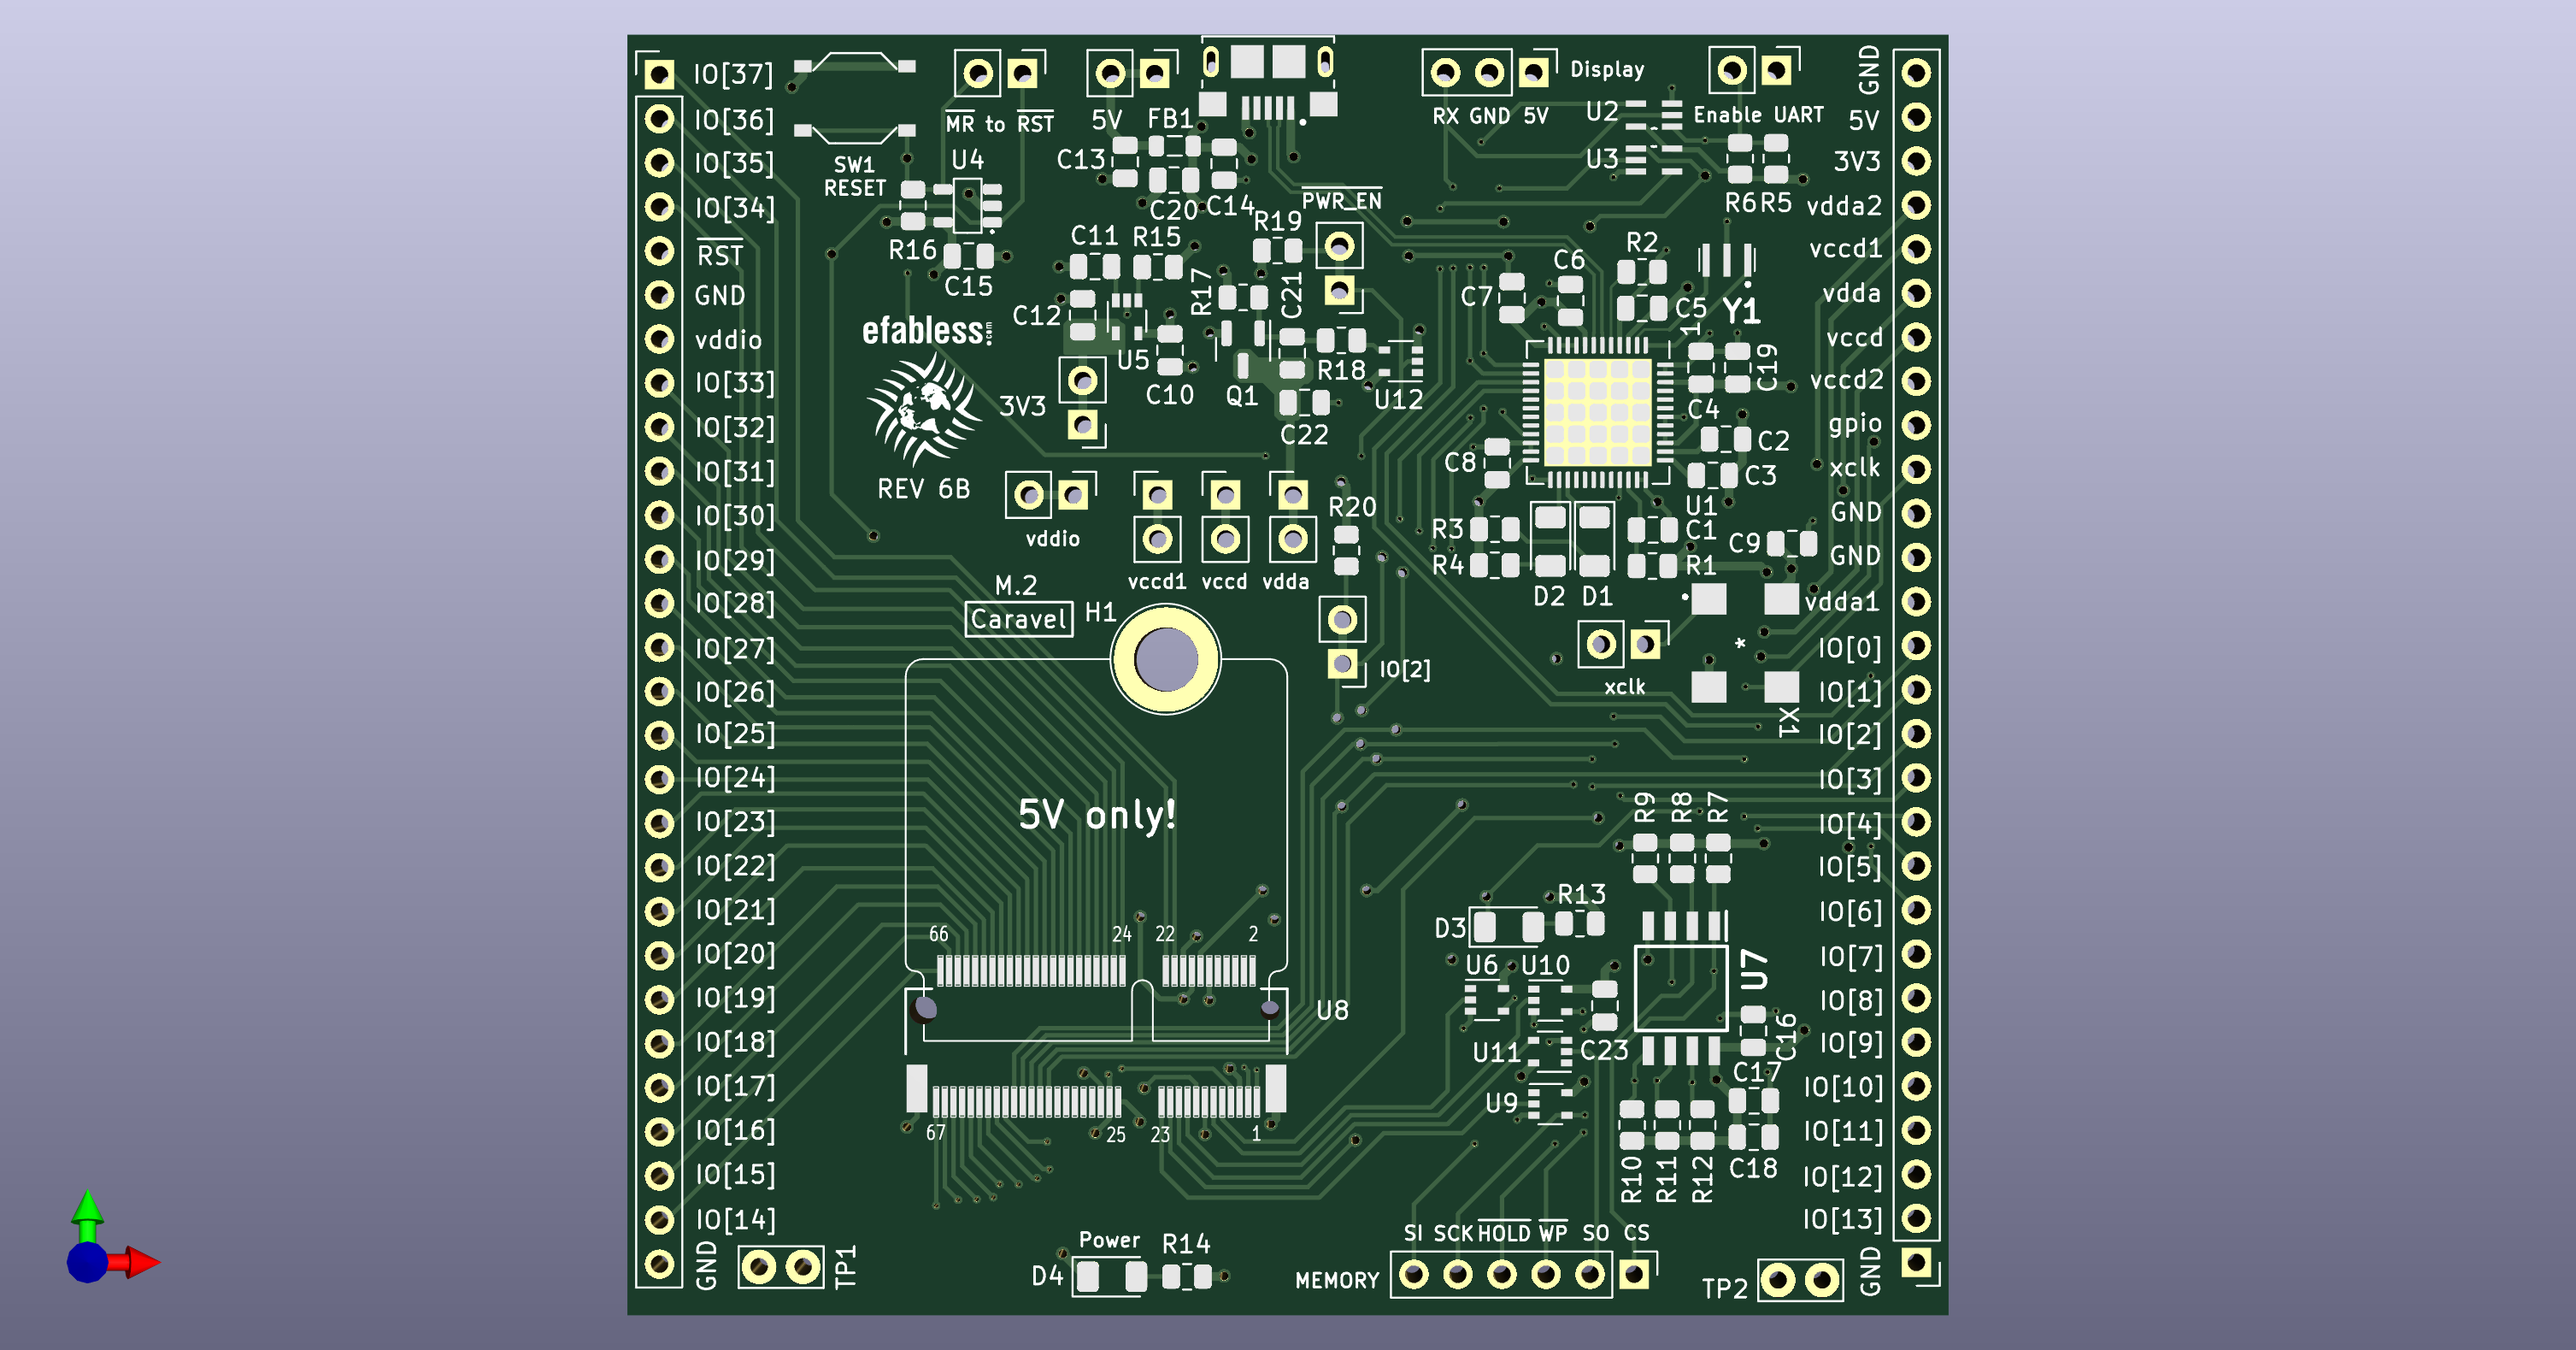 IO[37]
IO[36]
IO[35]
IO[34]
RST
GND
vddio
IO[33]
IO[32]
IO[31]
IO[30]
IO[29]
IO[28]
IO[27]
IO[26]
IO[25]
IO[24]
IO[23]
IO[22]
IO[21]
IO[20]
IO[19]
IO[18]
IO[17]
IO[16]
IO[15]
IO[14]
GND
TP1
SW1
RESET
MR to RST
U4
R16
C15
5V
FB1
C13
C20
C14
C11
R15
C12
U5
C10
R17
R19
C21
PWR_EN
R18
Q1
U12
C22
3V3
efabless.com
REV 6B
vddio
vccd1
vccd
vdda
R20
IO[2]
M.2
Caravel
H1
5V only!
66
24
22
2
U8
67
25
23
1
Power
D4
R14
Display
RX GND 5V
U2
U3
Enable UART
R6
R5
R2
C6
C7
C5
Y1
1
C19
C4
C2
C3
C8
U1
R3
R4
C1
R1
C9
D2
D1
xclk
*
X1
R9
R8
R7
R13
D3
U6
U10
U7
U11
C23
C16
U9
C17
C18
R10
R11
R12
SI SCK HOLD WP SO CS
MEMORY
TP2
GND
5V
3V3
vdda2
vccd1
vdda
vccd
vccd2
gpio
xclk
GND
GND
vdda1
IO[0]
IO[1]
IO[2]
IO[3]
IO[4]
IO[5]
IO[6]
IO[7]
IO[8]
IO[9]
IO[10]
IO[11]
IO[12]
IO[13]
GND